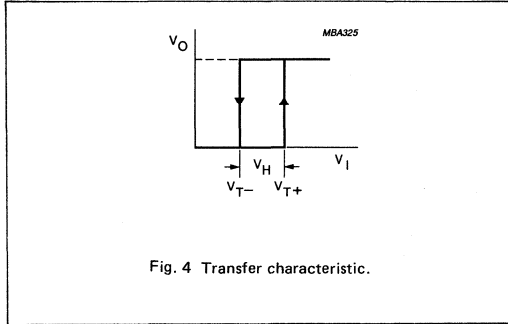 MBA325
VO
VH
VI
VT− VT+
Fig. 4 Transfer characteristic.